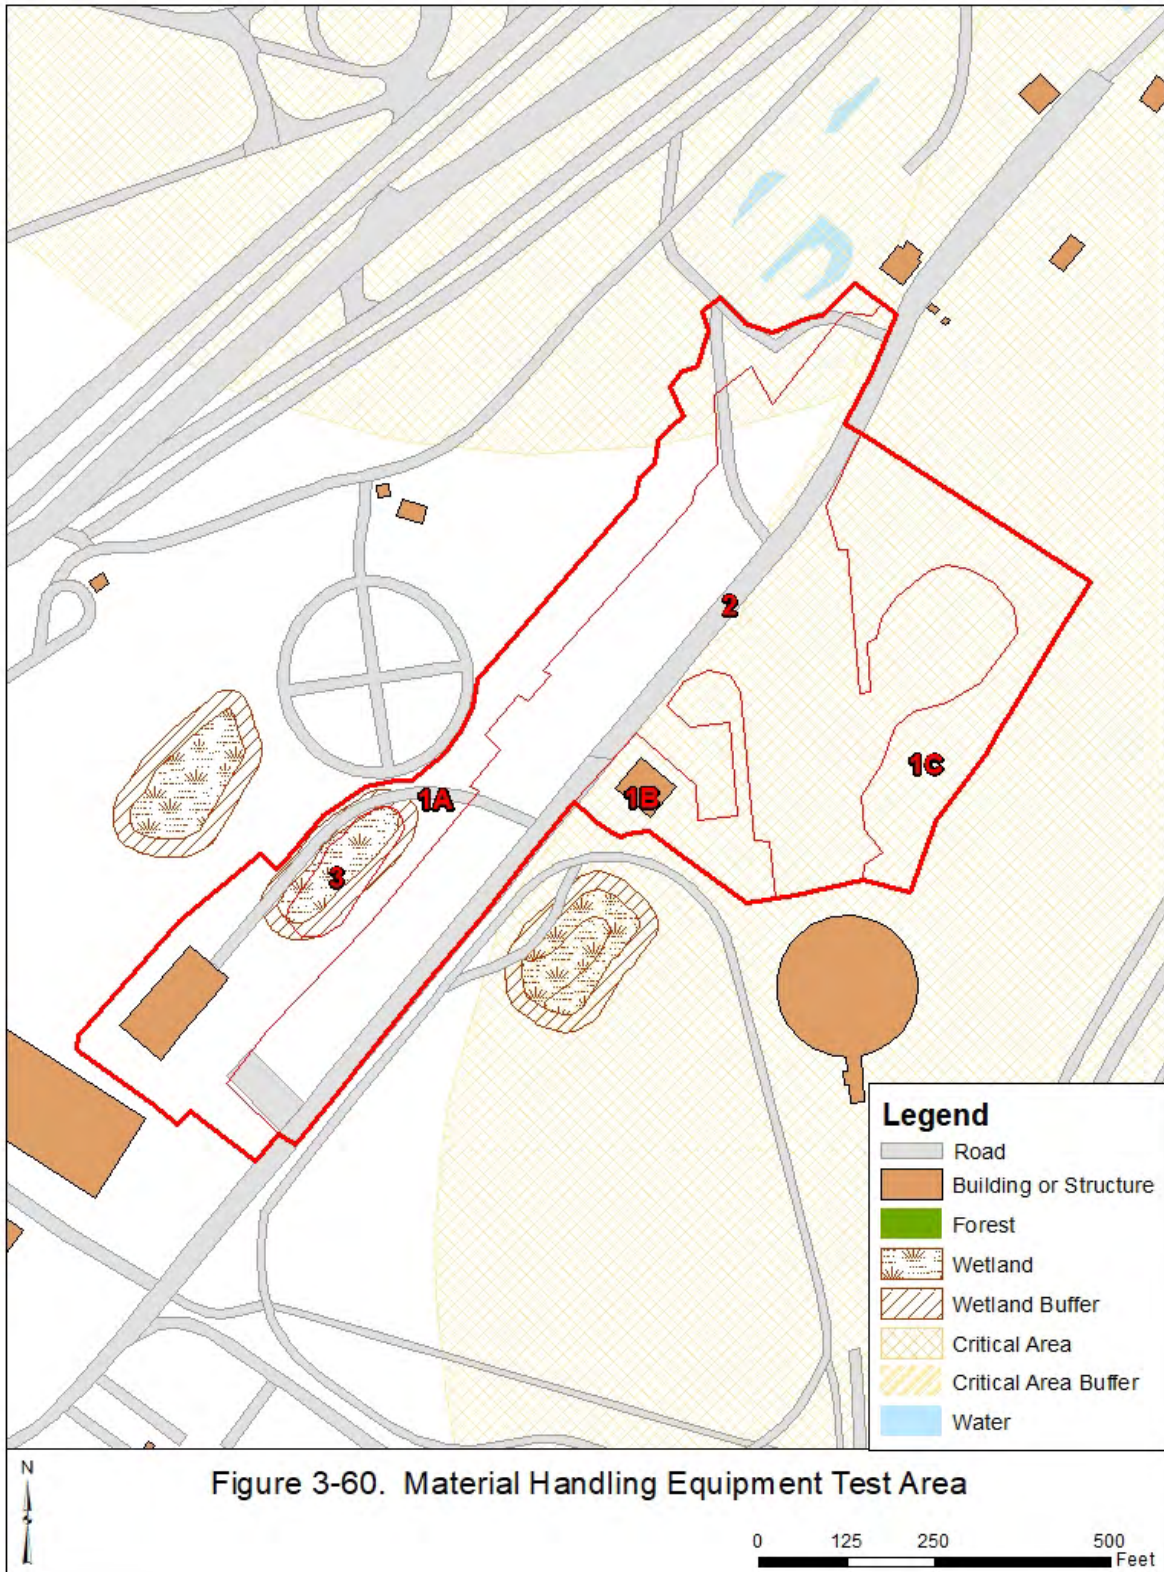 2
1C
1A
1B
3
Legend
Road
Building or Structure
Forest
Wetland
Wetland Buffer
Critical Area
Critical Area Buffer
Water
N
Figure 3-60. Material Handling Equipment Test Area
0 125 250 500
Feet